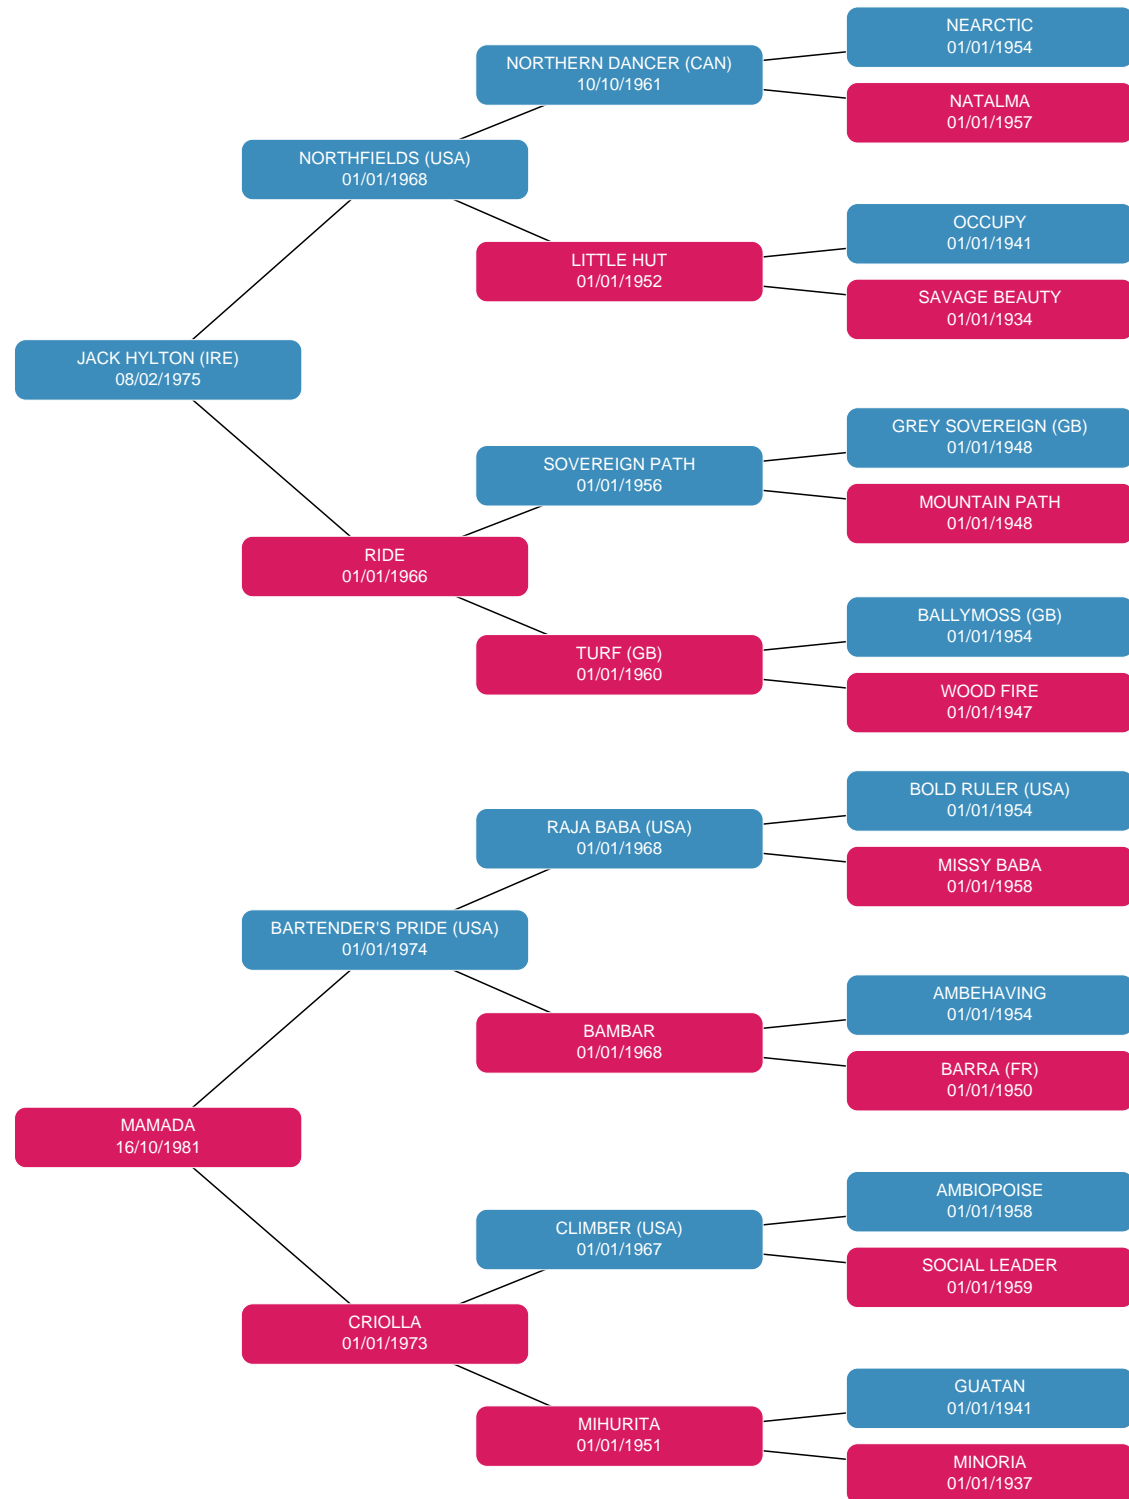 NEARCTIC
01/01/1954
NORTHERN DANCER (CAN)
10/10/1961
NATALMA
01/01/1957
NORTHFIELDS (USA)
01/01/1968
OCCUPY
01/01/1941
LITTLE HUT
01/01/1952
SAVAGE BEAUTY
01/01/1934
JACK HYLTON (IRE)
08/02/1975
GREY SOVEREIGN (GB)
01/01/1948
SOVEREIGN PATH
01/01/1956
MOUNTAIN PATH
01/01/1948
RIDE
01/01/1966
BALLYMOSS (GB)
01/01/1954
TURF (GB)
01/01/1960
WOOD FIRE
01/01/1947
BOLD RULER (USA)
01/01/1954
RAJA BABA (USA)
01/01/1968
MISSY BABA
01/01/1958
BARTENDER'S PRIDE (USA)
01/01/1974
AMBEHAVING
01/01/1954
BAMBAR
01/01/1968
BARRA (FR)
01/01/1950
MAMADA
16/10/1981
AMBIOPOISE
01/01/1958
CLIMBER (USA)
01/01/1967
SOCIAL LEADER
01/01/1959
CRIOLLA
01/01/1973
GUATAN
01/01/1941
MIHURITA
01/01/1951
MINORIA
01/01/1937